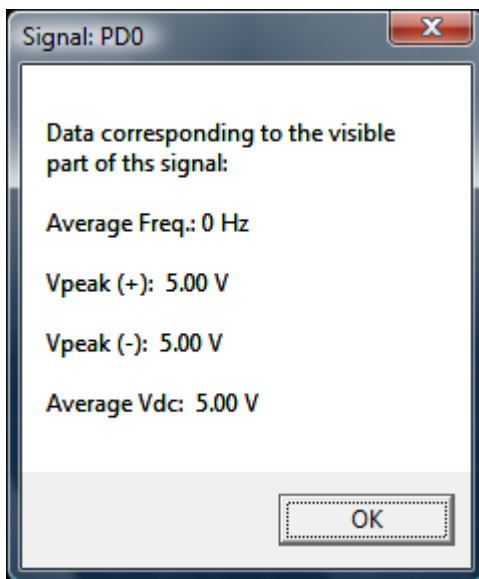 Signal: PD0
Data corresponding to the visible
part of ths signal:
Average Freq.: 0 Hz
Vpeak (+):  5.00 V
Vpeak (-):  5.00 V
Average Vdc:  5.00 V
OK